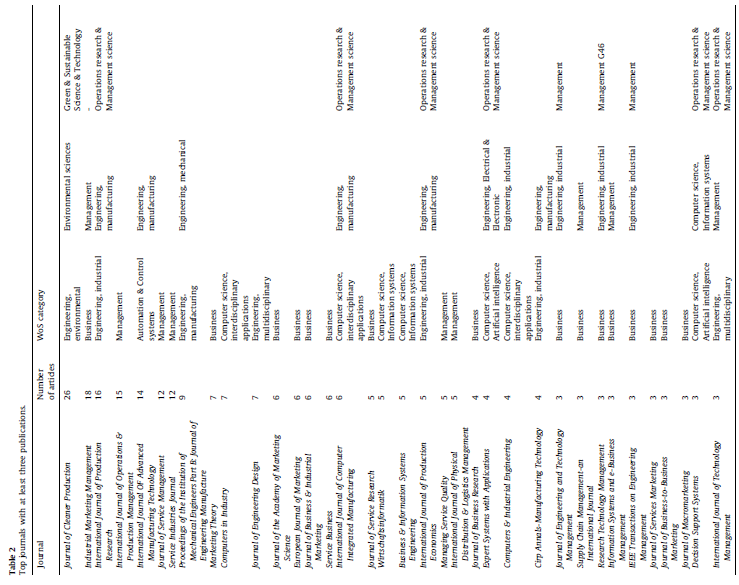 Table 2
Top journals with at least three publications.
Journal Number WoS category
of articles
Journal of Cleaner Production 26 Engineering, Environmental sciences Green & Sustainable
environmental Science & Technology
Industrial Marketing Management 18 Business Management -
International Journal of Production 16 Engineering, industrial Engineering, Operations research &
Research manufacturing Management science
International Journal of Operations & 15 Management
Production Management
International Journal OF Advanced 14 Automation & Control Engineering,
Manufacturing Technology systems manufacturing
Journal of Service Management 12 Management
Service Industries Journal 12 Management
Proceedings of the Institution of 9 Engineering, Engineering, mechanical
Mechanical Engineers Part B: Journal of manufacturing
Engineering Manufacture
Marketing Theory 7 Business
Computers in Industry 7 Computer science,
interdisciplinary
applications
Journal of Engineering Design 7 Engineering,
multidisciplinary
Journal of the Academy of Marketing 6 Business
Science
European Journal of Marketing 6 Business
Journal of Business & Industrial 6 Business
Marketing
Service Business 6 Business
International Journal of Computer 6 Computer science, Engineering, Operations research &
Integrated Manufacturing interdisciplinary manufacturing Management science
applications
Journal of Service Research 5 Business
Wirtschaftsinformatik 5 Computer science,
Information systems
Business & Information Systems 5 Computer science,
Engineering Information systems
International Journal of Production 5 Engineering, industrial Engineering, Operations research &
Economics manufacturing Management science
Managing Service Quality 5 Management
International Journal of Physical 5 Management
Distribution & Logistics Management
Journal of Business Research 4 Business
Expert Systems with Applications 4 Computer science, Engineering, Electrical & Operations research &
Artificial intelligence Electronic Management science
Computers & Industrial Engineering 4 Computer science, Engineering, industrial
interdisciplinary
applications
Cirp Annals-Manufacturing Technology 4 Engineering, industrial Engineering,
manufacturing
Journal of Engineering and Technology 3 Business Engineering, industrial Management
Management
Supply Chain Management-an 3 Business Management
International Journal
Research Technology Management 3 Business Engineering, industrial Management G46
Information Systems and e-Business 3 Business Management
Management
IEEE Transactions on Engineering 3 Business Engineering, industrial Management
Management
Journal of Services Marketing 3 Business
Journal of Business-to-Business 3 Business
Marketing
Journal of Macromarketing 3 Business
Decision Support Systems 3 Computer science, Computer science, Operations research &
Artificial intelligence Information systems Management science
International Journal of Technology 3 Engineering, Management Operations research &
Management multidisciplinary Management science